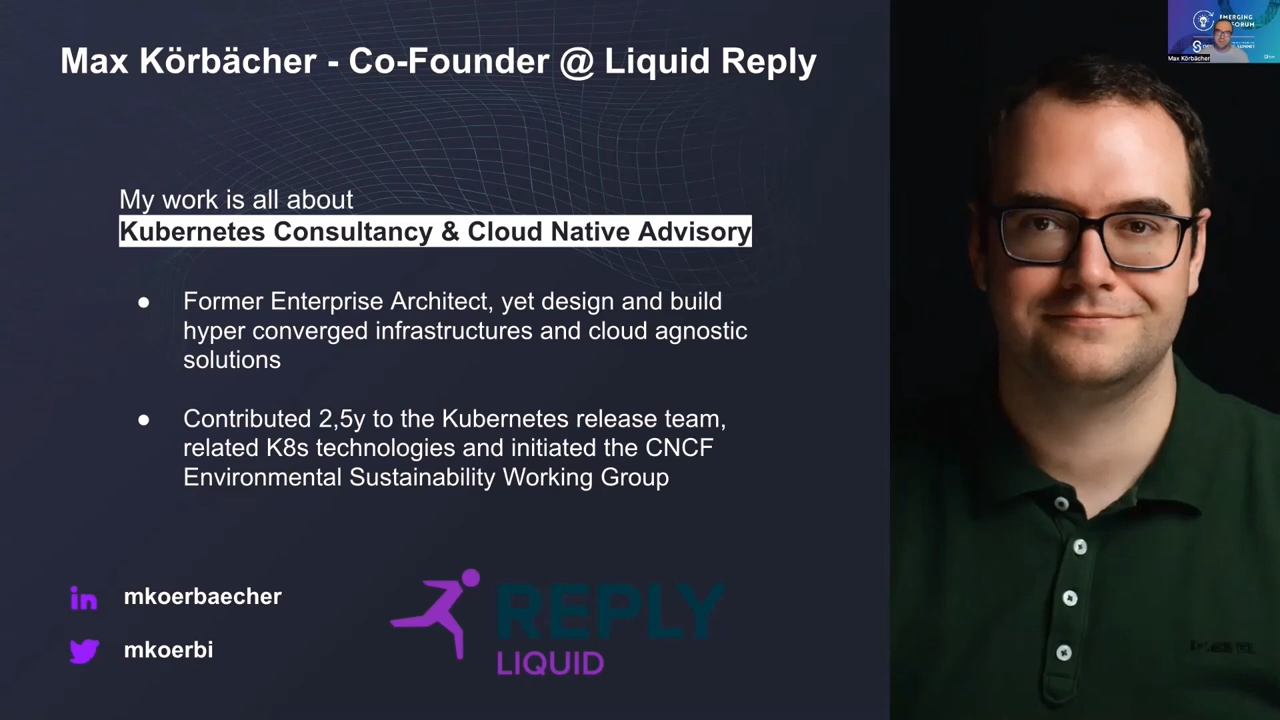 Max Körbächer - Co-Founder @ Liquid Reply
My work is all about
Kubernetes Consultancy & Cloud Native Advisory
● Former Enterprise Architect, yet design and build
hyper converged infrastructures and cloud agnostic
solutions
● Contributed 2,5y to the Kubernetes release team,
related K8s technologies and initiated the CNCF
Environmental Sustainability Working Group
in mkoerbaecher
mkoerbi
REPLY
LIQUID
Max Körbächer